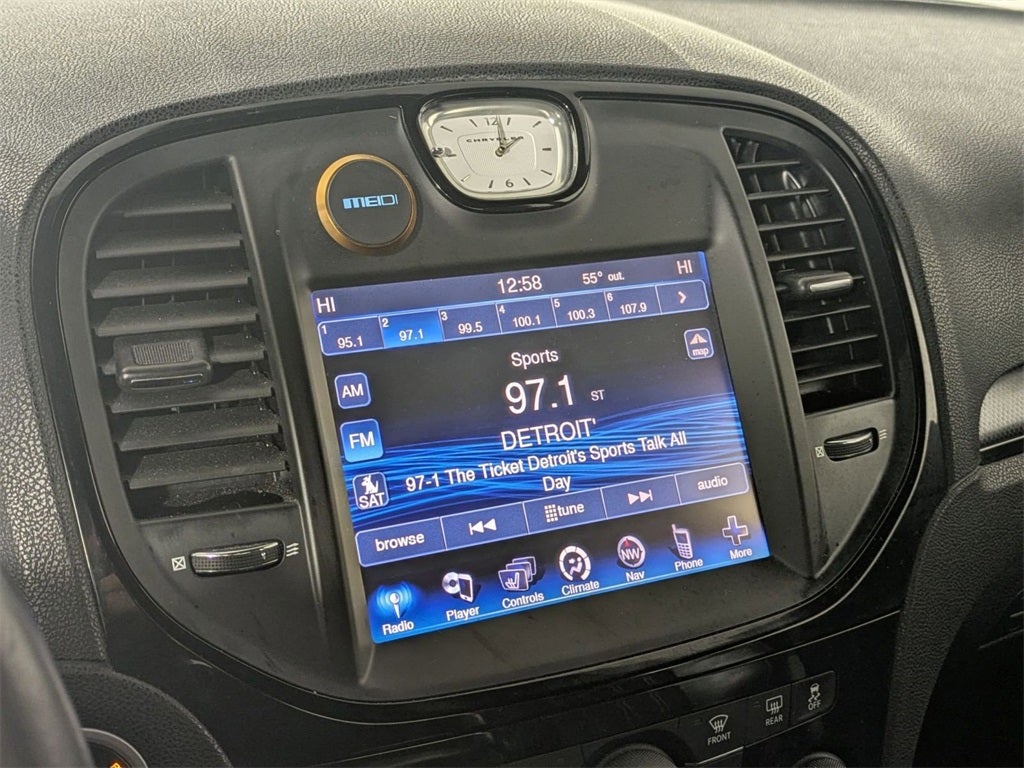 12
CHRYSLER
6
MEIDI
HI 12:58 55° out. HI
1 95.1 2 97.1 3 99.5 4 100.1 5 100.3 6 107.9 >
Sports
map
AM
97.1 ST
FM
DETROIT'
SAT
97-1 The Ticket Detroit's Sports Talk All
Day
browse tune audio
Radio Player Controls Climate NW Nav Phone More
FRONT REAR OFF